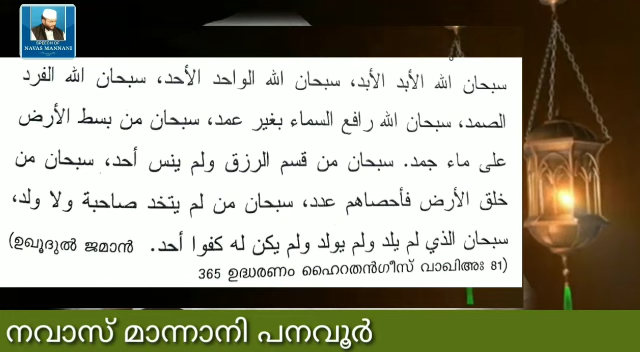 SPEECH OF
NAVAS MANNANI
سبحان الله الأبد الأبد، سبحان الله الواحد الأحد، سبحان الله الفرد
الصمد، سبحان الله رافع السماء بغير عمد، سبحان من بسط الأرض
على ماء جمد. سبحان من قسم الرزق ولم ينس أحد، سبحان من
خلق الأرض فأحصاهم عدد، سبحان من لم يتخد صاحبة ولا ولد،
سبحان الذي لم يلد ولم يولد ولم يكن له كفوا أحد. (ഉഖൂദുൽ ജമാൻ
365 ഉദ്ധരണം ഹൈറതൻഗീസ് വാഖിഅഃ 81)
നവാസ് മാന്നാനി പനവൂർ